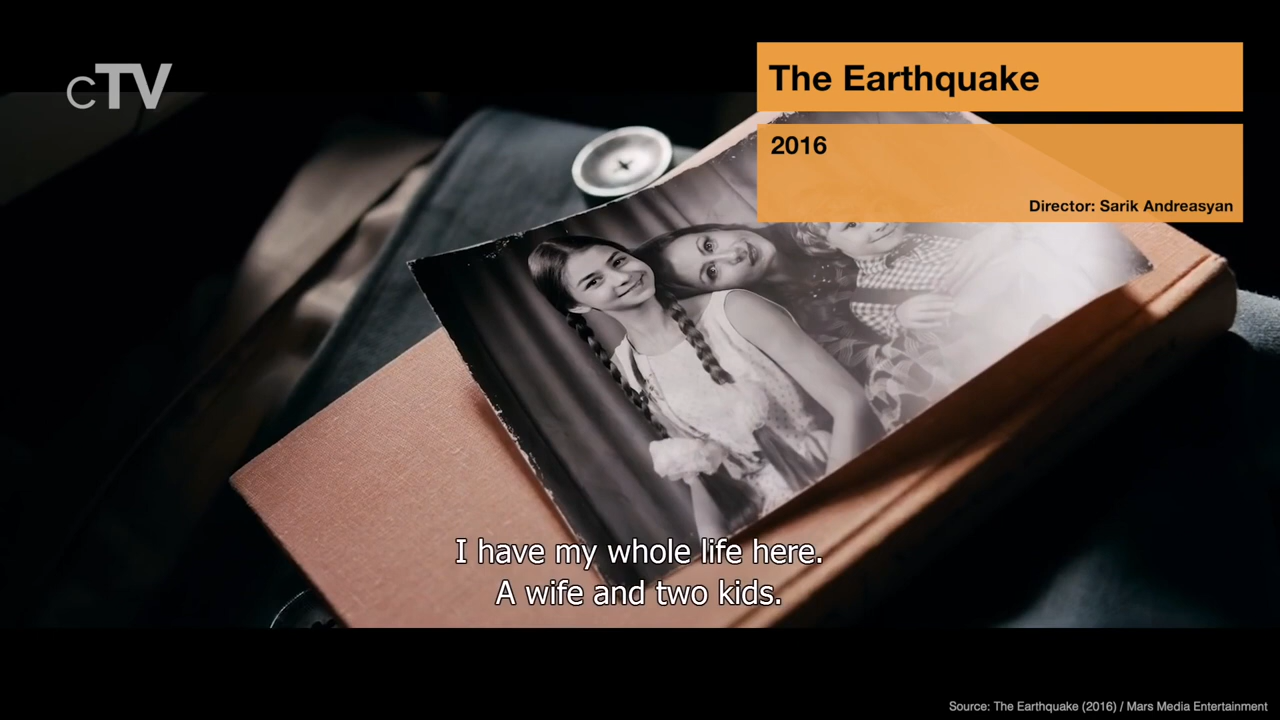 cTV
The Earthquake
2016
Director: Sarik Andreasyan
I have my whole life here.
A wife and two kids.
Source: The Earthquake (2016) / Mars Media Entertainment